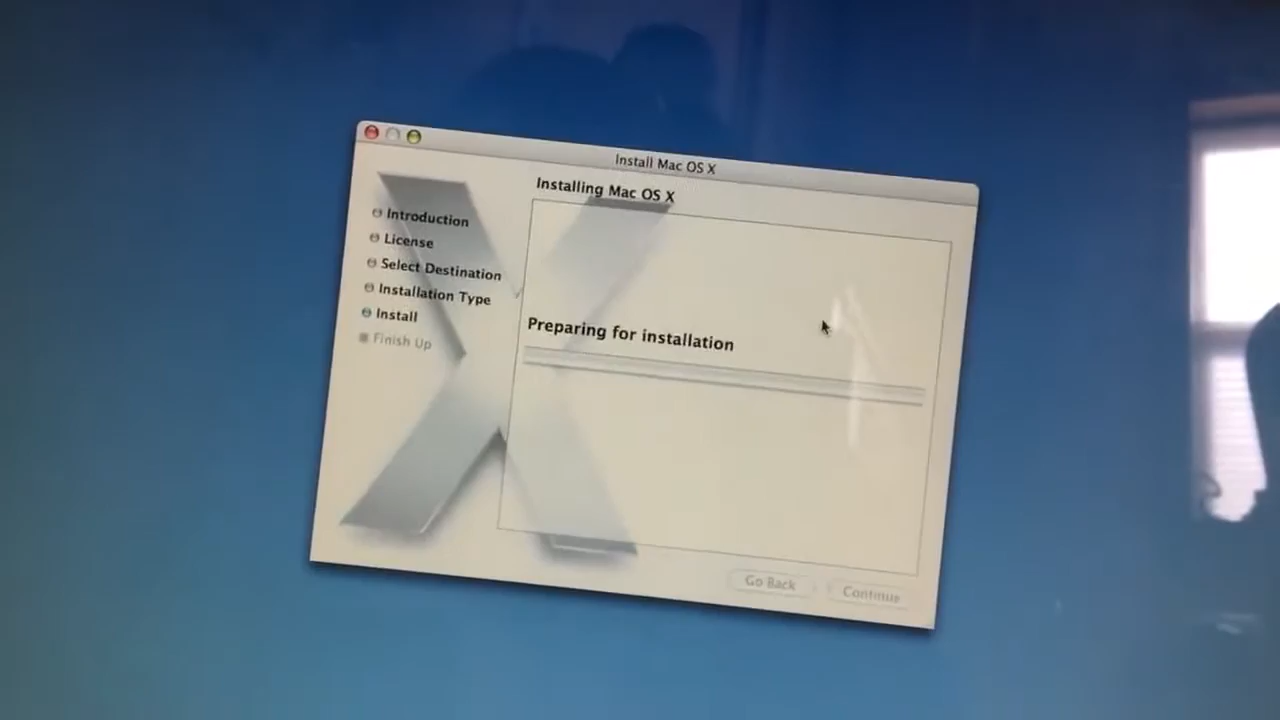 Install Mac OS X
Installing Mac OS X
Introduction
License
Select Destination
Installation Type
Install
Finish Up
Preparing for installation
Go Back
Continue